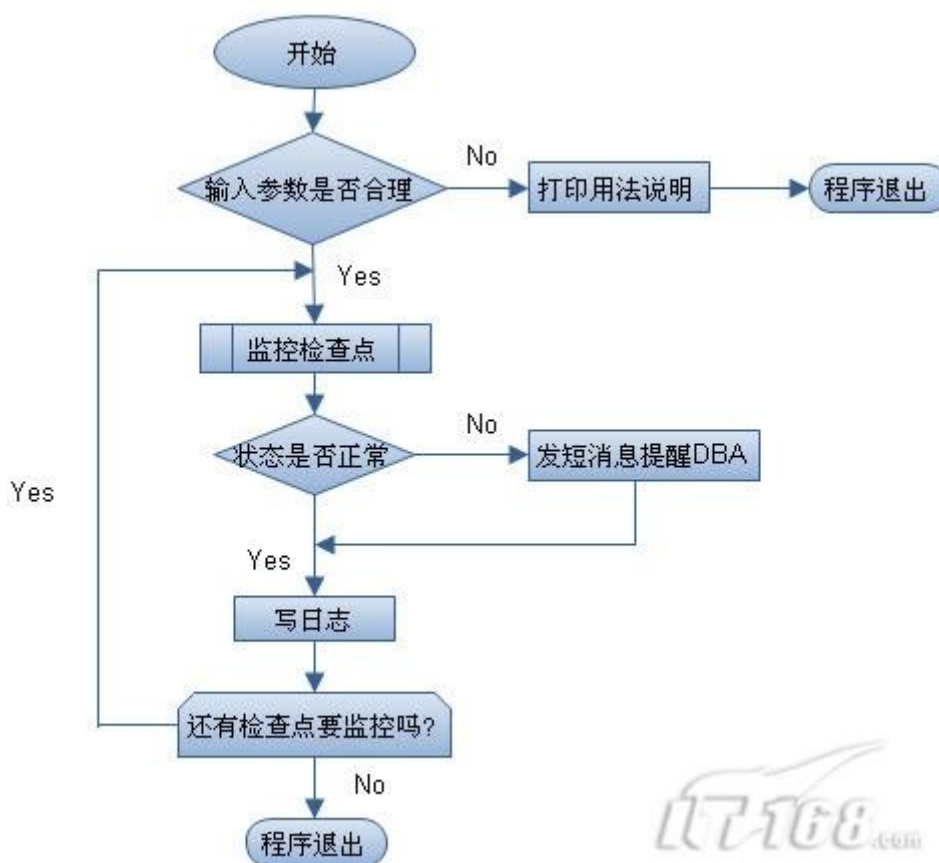 开始
输入参数是否合理
No
打印用法说明
程序退出
Yes
监控检查点
状态是否正常
No
发短消息提醒DBA
Yes
Yes
写日志
还有检查点要监控吗?
No
程序退出
IT168.com